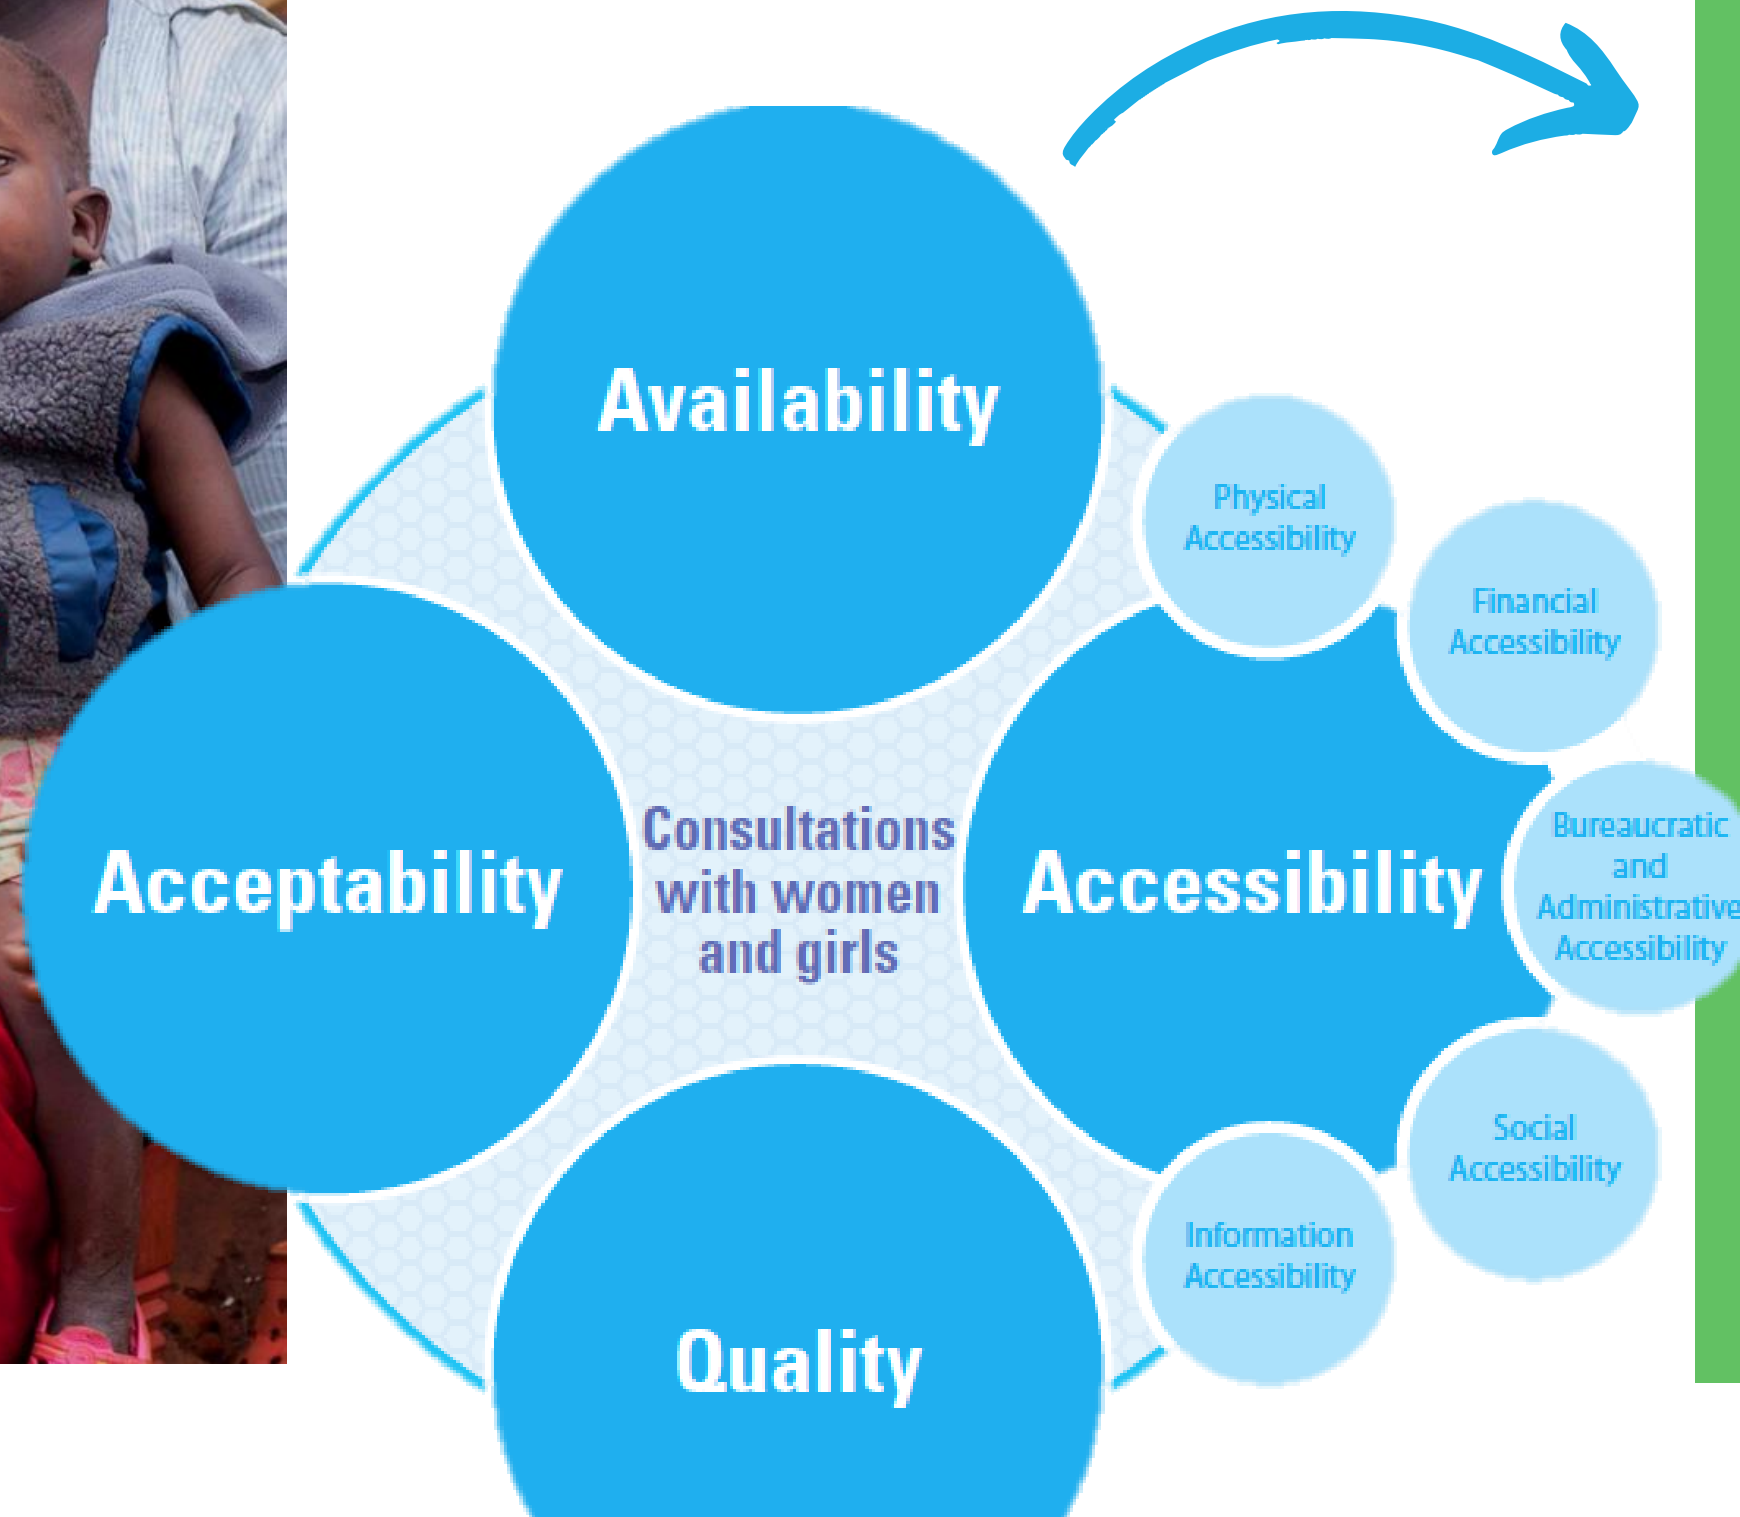 Availability
Physical
Accessibility
Financial
Accessibility
Acceptability
Consultations
with women
and girls
Accessibility
Bureaucratic
and
Administrative
Accessibility
Social
Accessibility
Information
Accessibility
Quality